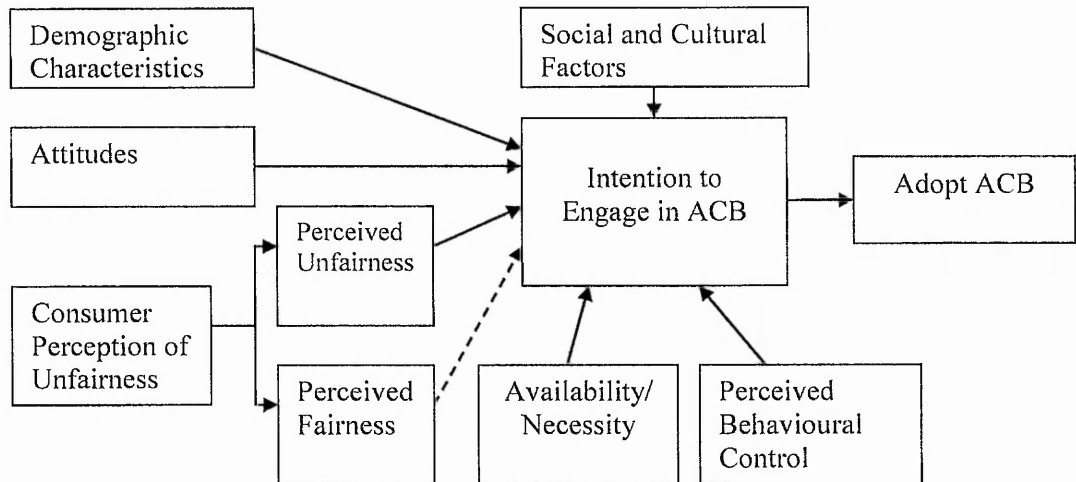 Demographic
Characteristics
Social and Cultural
Factors
Attitudes
Intention to
Engage in ACB
Adopt ACB
Perceived
Unfairness
Consumer
Perception of
Unfairness
Perceived
Fairness
Availability/
Necessity
Perceived
Behavioural
Control